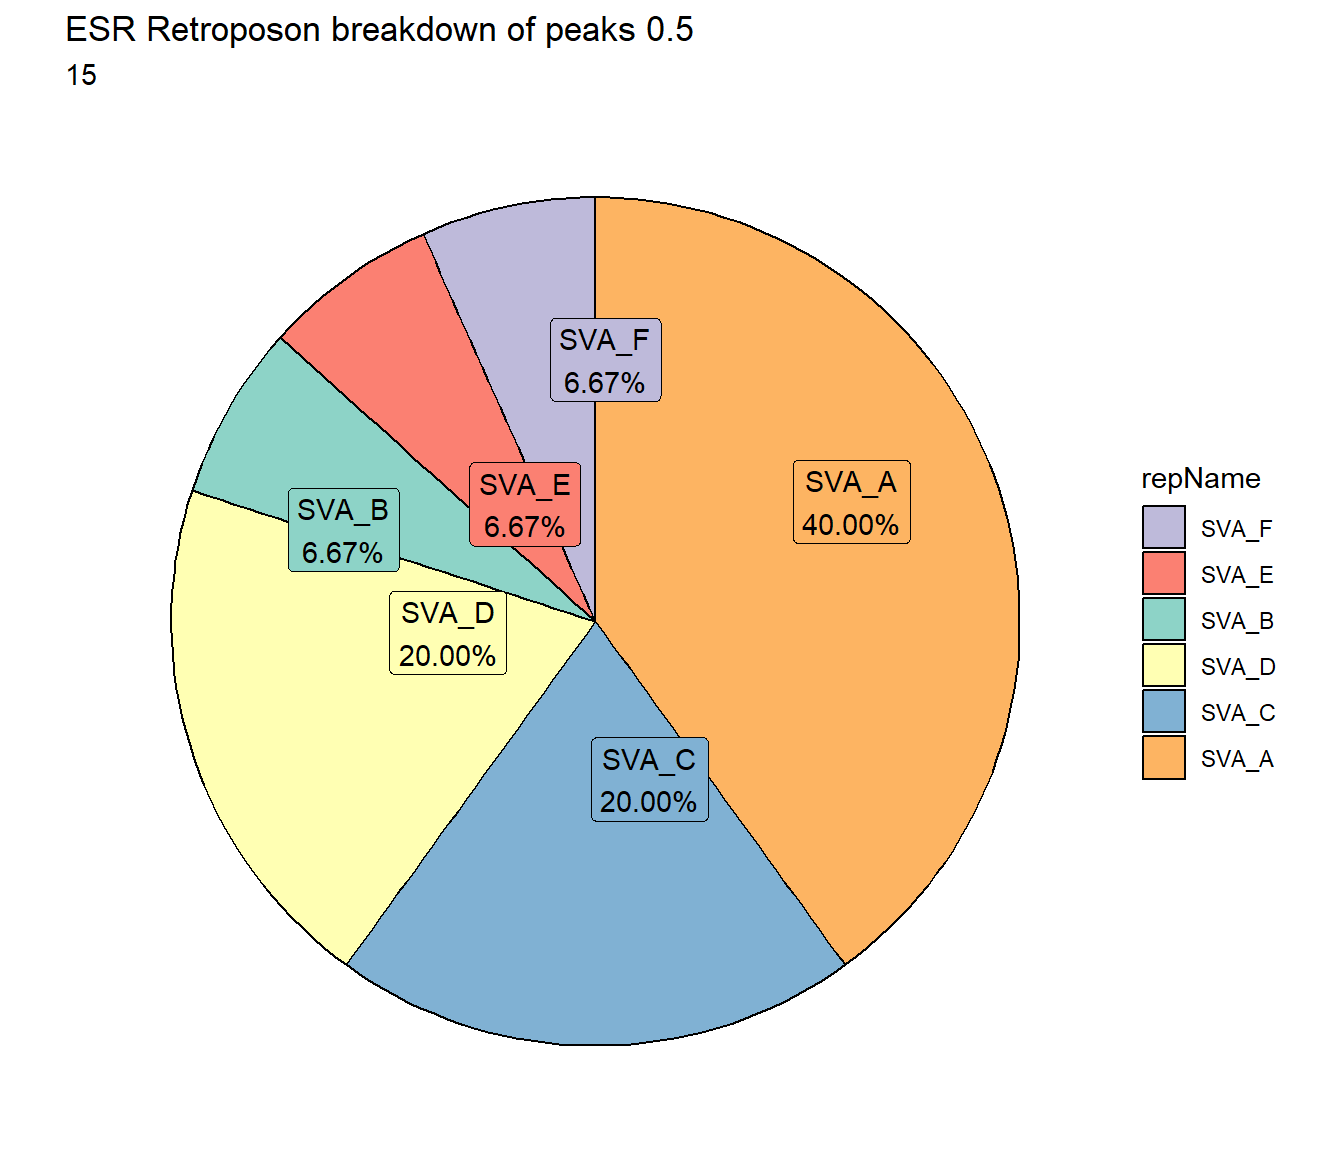 ESR Retroposon breakdown of peaks 0.5
15
SVA_F
6.67%
SVA_A
40.00%
SVA_E
6.67%
SVA_B
6.67%
SVA_D
20.00%
SVA_C
20.00%
repName
SVA_F
SVA_E
SVA_B
SVA_D
SVA_C
SVA_A